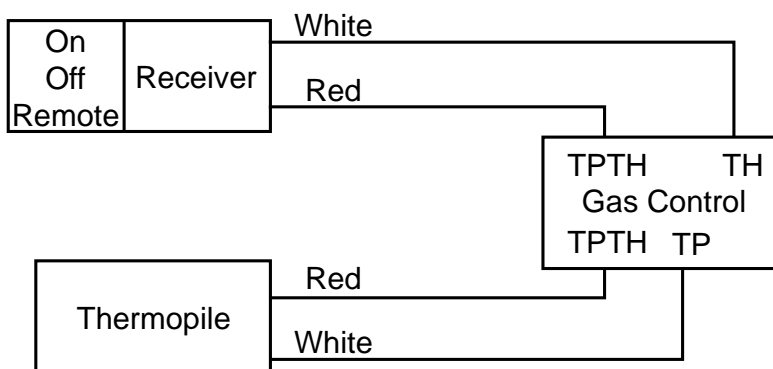 On
Off
Remote
Receiver
White
Red
TPTH TH
Gas Control
TPTH TP
Thermopile
Red
White